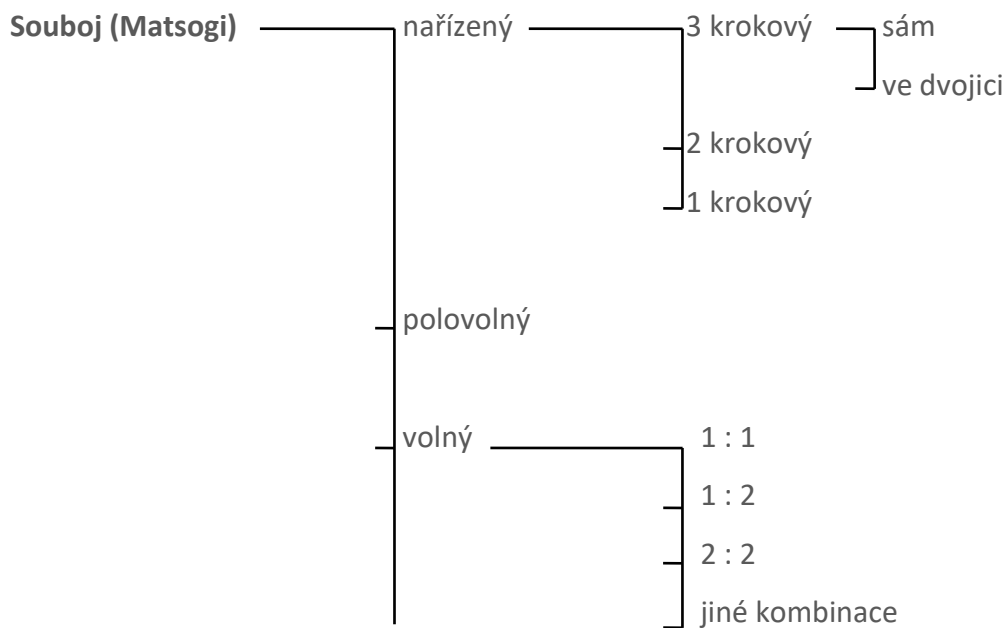 Souboj (Matsogi) nařízený 3 krokový sám
ve dvojici
2 krokový
1 krokový
polovolný
volný 1 : 1
1 : 2
2 : 2
jiné kombinace